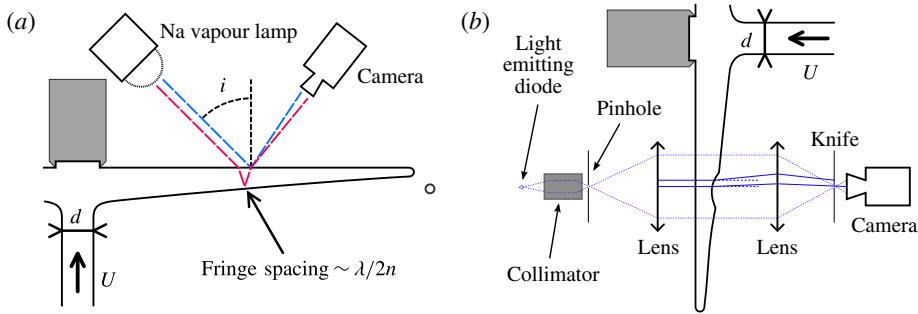 (a)
Na vapour lamp
i
Camera
d
U
Fringe spacing ~ λ/2n
(b)
Light
emitting
diode
Pinhole
d
U
Knife
Lens
Lens
Camera
Collimator